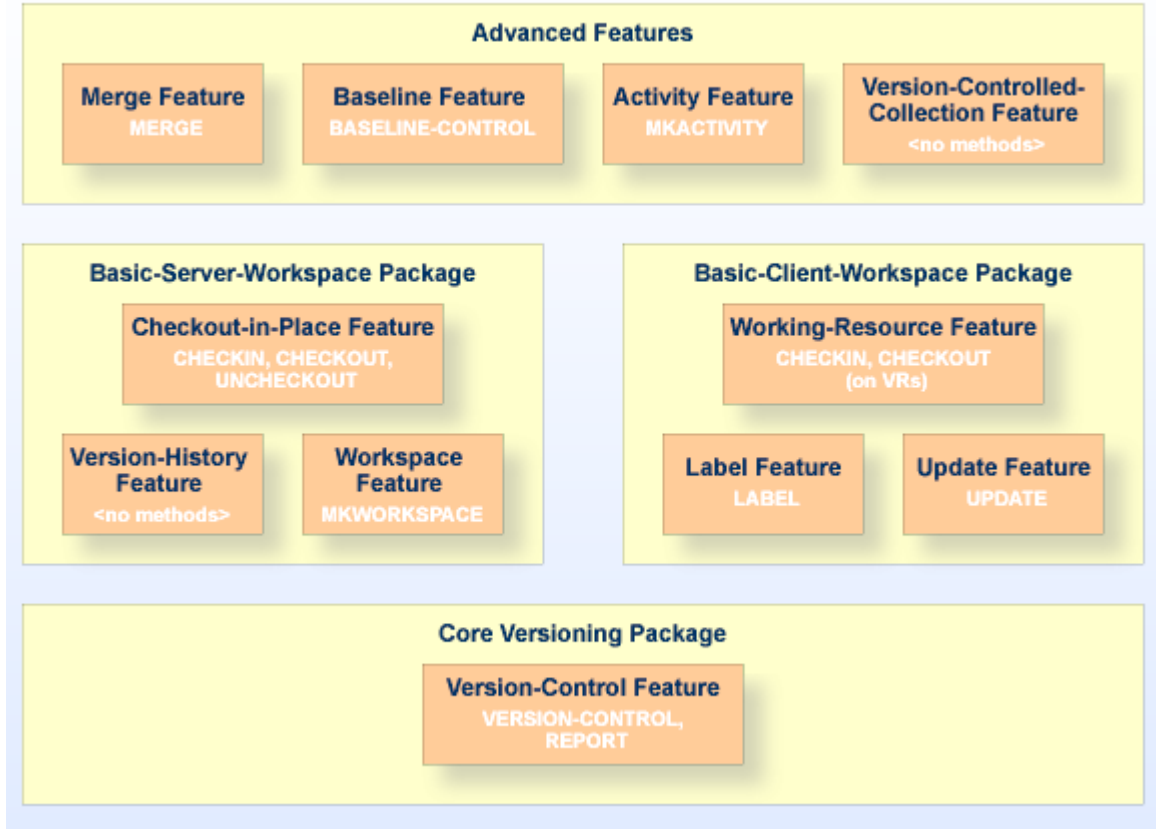 Advanced Features
Merge Feature
MERGE
Baseline Feature
BASELINE-CONTROL
Activity Feature
MKACTIVITY
Version-Controlled-
Collection Feature
<no methods>
Basic-Server-Workspace Package
Checkout-in-Place Feature
CHECKIN, CHECKOUT,
UNCHECKOUT
Version-History
Feature
<no methods>
Workspace
Feature
MKWORKSPACE
Basic-Client-Workspace Package
Working-Resource Feature
CHECKIN, CHECKOUT
(on VRs)
Label Feature
LABEL
Update Feature
UPDATE
Core Versioning Package
Version-Control Feature
VERSION-CONTROL,
REPORT